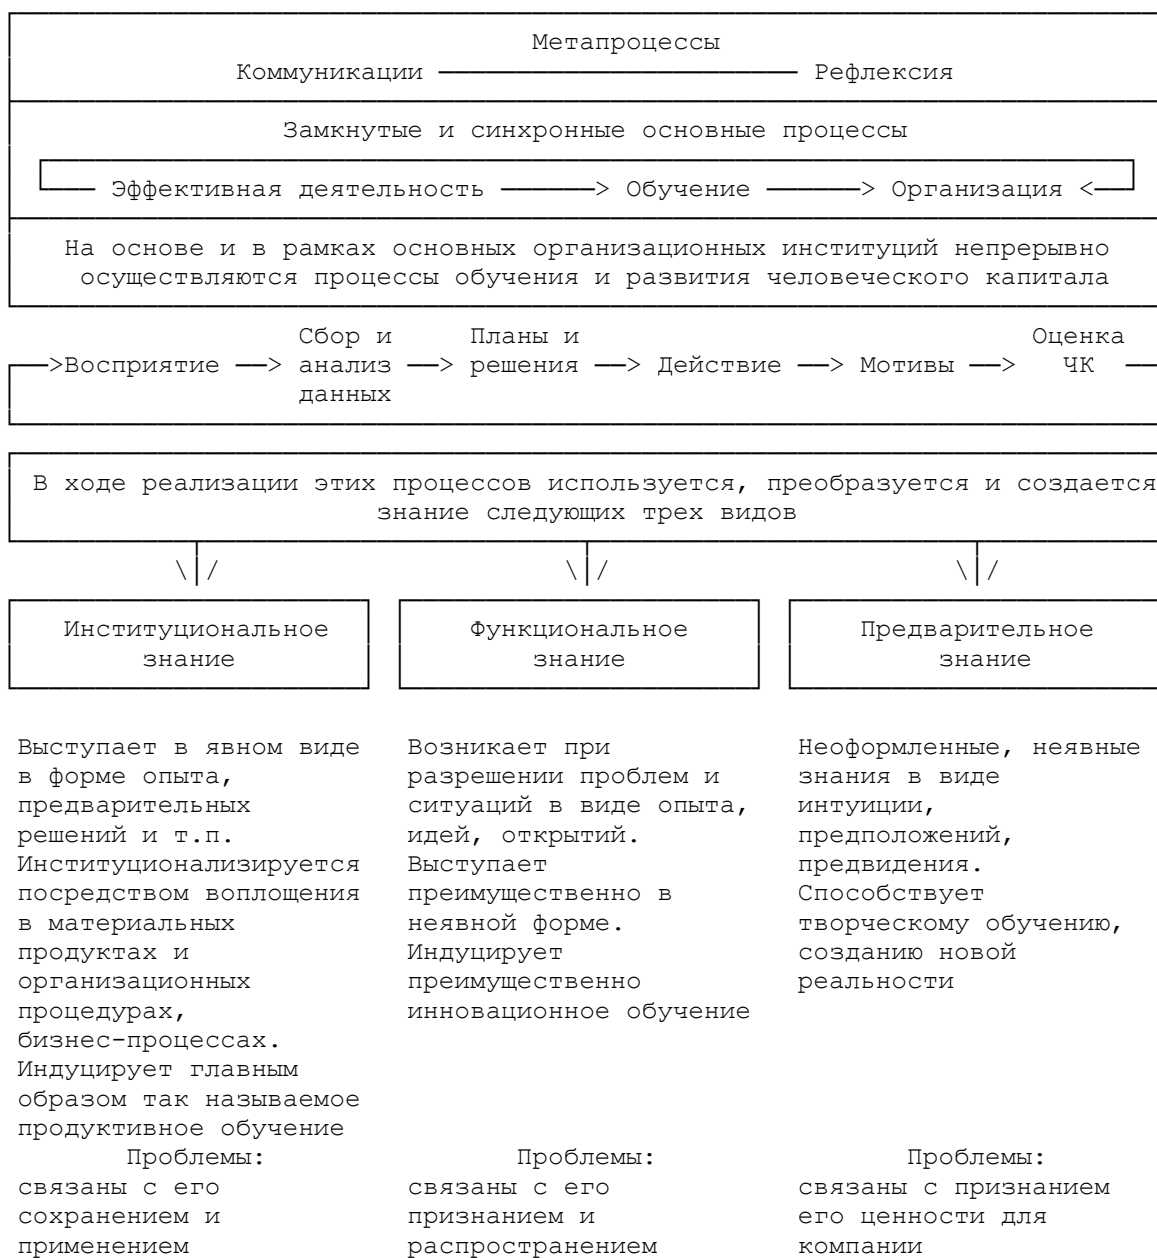 Метапроцессы
Коммуникации Рефлексия
Замкнутые и синхронные основные процессы
Эффективная деятельность ——> Обучение ——> Организация <——
На основе и в рамках основных организационных институций непрерывно
осуществляются процессы обучения и развития человеческого капитала
Сбор и Планы и Оценка
——>Восприятие ——> анализ ——> решения ——> Действие ——> Мотивы ——> ЧК
данных
В ходе реализации этих процессов используется, преобразуется и создается
знание следующих трех видов
Институциональное
знание
Функциональное
знание
Предварительное
знание
Выступает в явном виде
в форме опыта,
предварительных
решений и т.п.
Институционализируется
посредством воплощения
в материальных
продуктах и
организационных
процедурах,
бизнес-процессах.
Индуцирует главным
образом так называемое
продуктивное обучение
Проблемы:
связаны с его
сохранением и
применением
Возникает при
разрешении проблем и
ситуаций в виде опыта,
идей, открытий.
Выступает
преимущественно в
неявной форме.
Индуцирует
преимущественно
инновационное обучение
Проблемы:
связаны с его
признанием и
распространением
Неоформленные, неявные
знания в виде
интуиции,
предположений,
предвидения.
Способствует
творческому обучению,
созданию новой
реальности
Проблемы:
связаны с признанием
его ценности для
компании